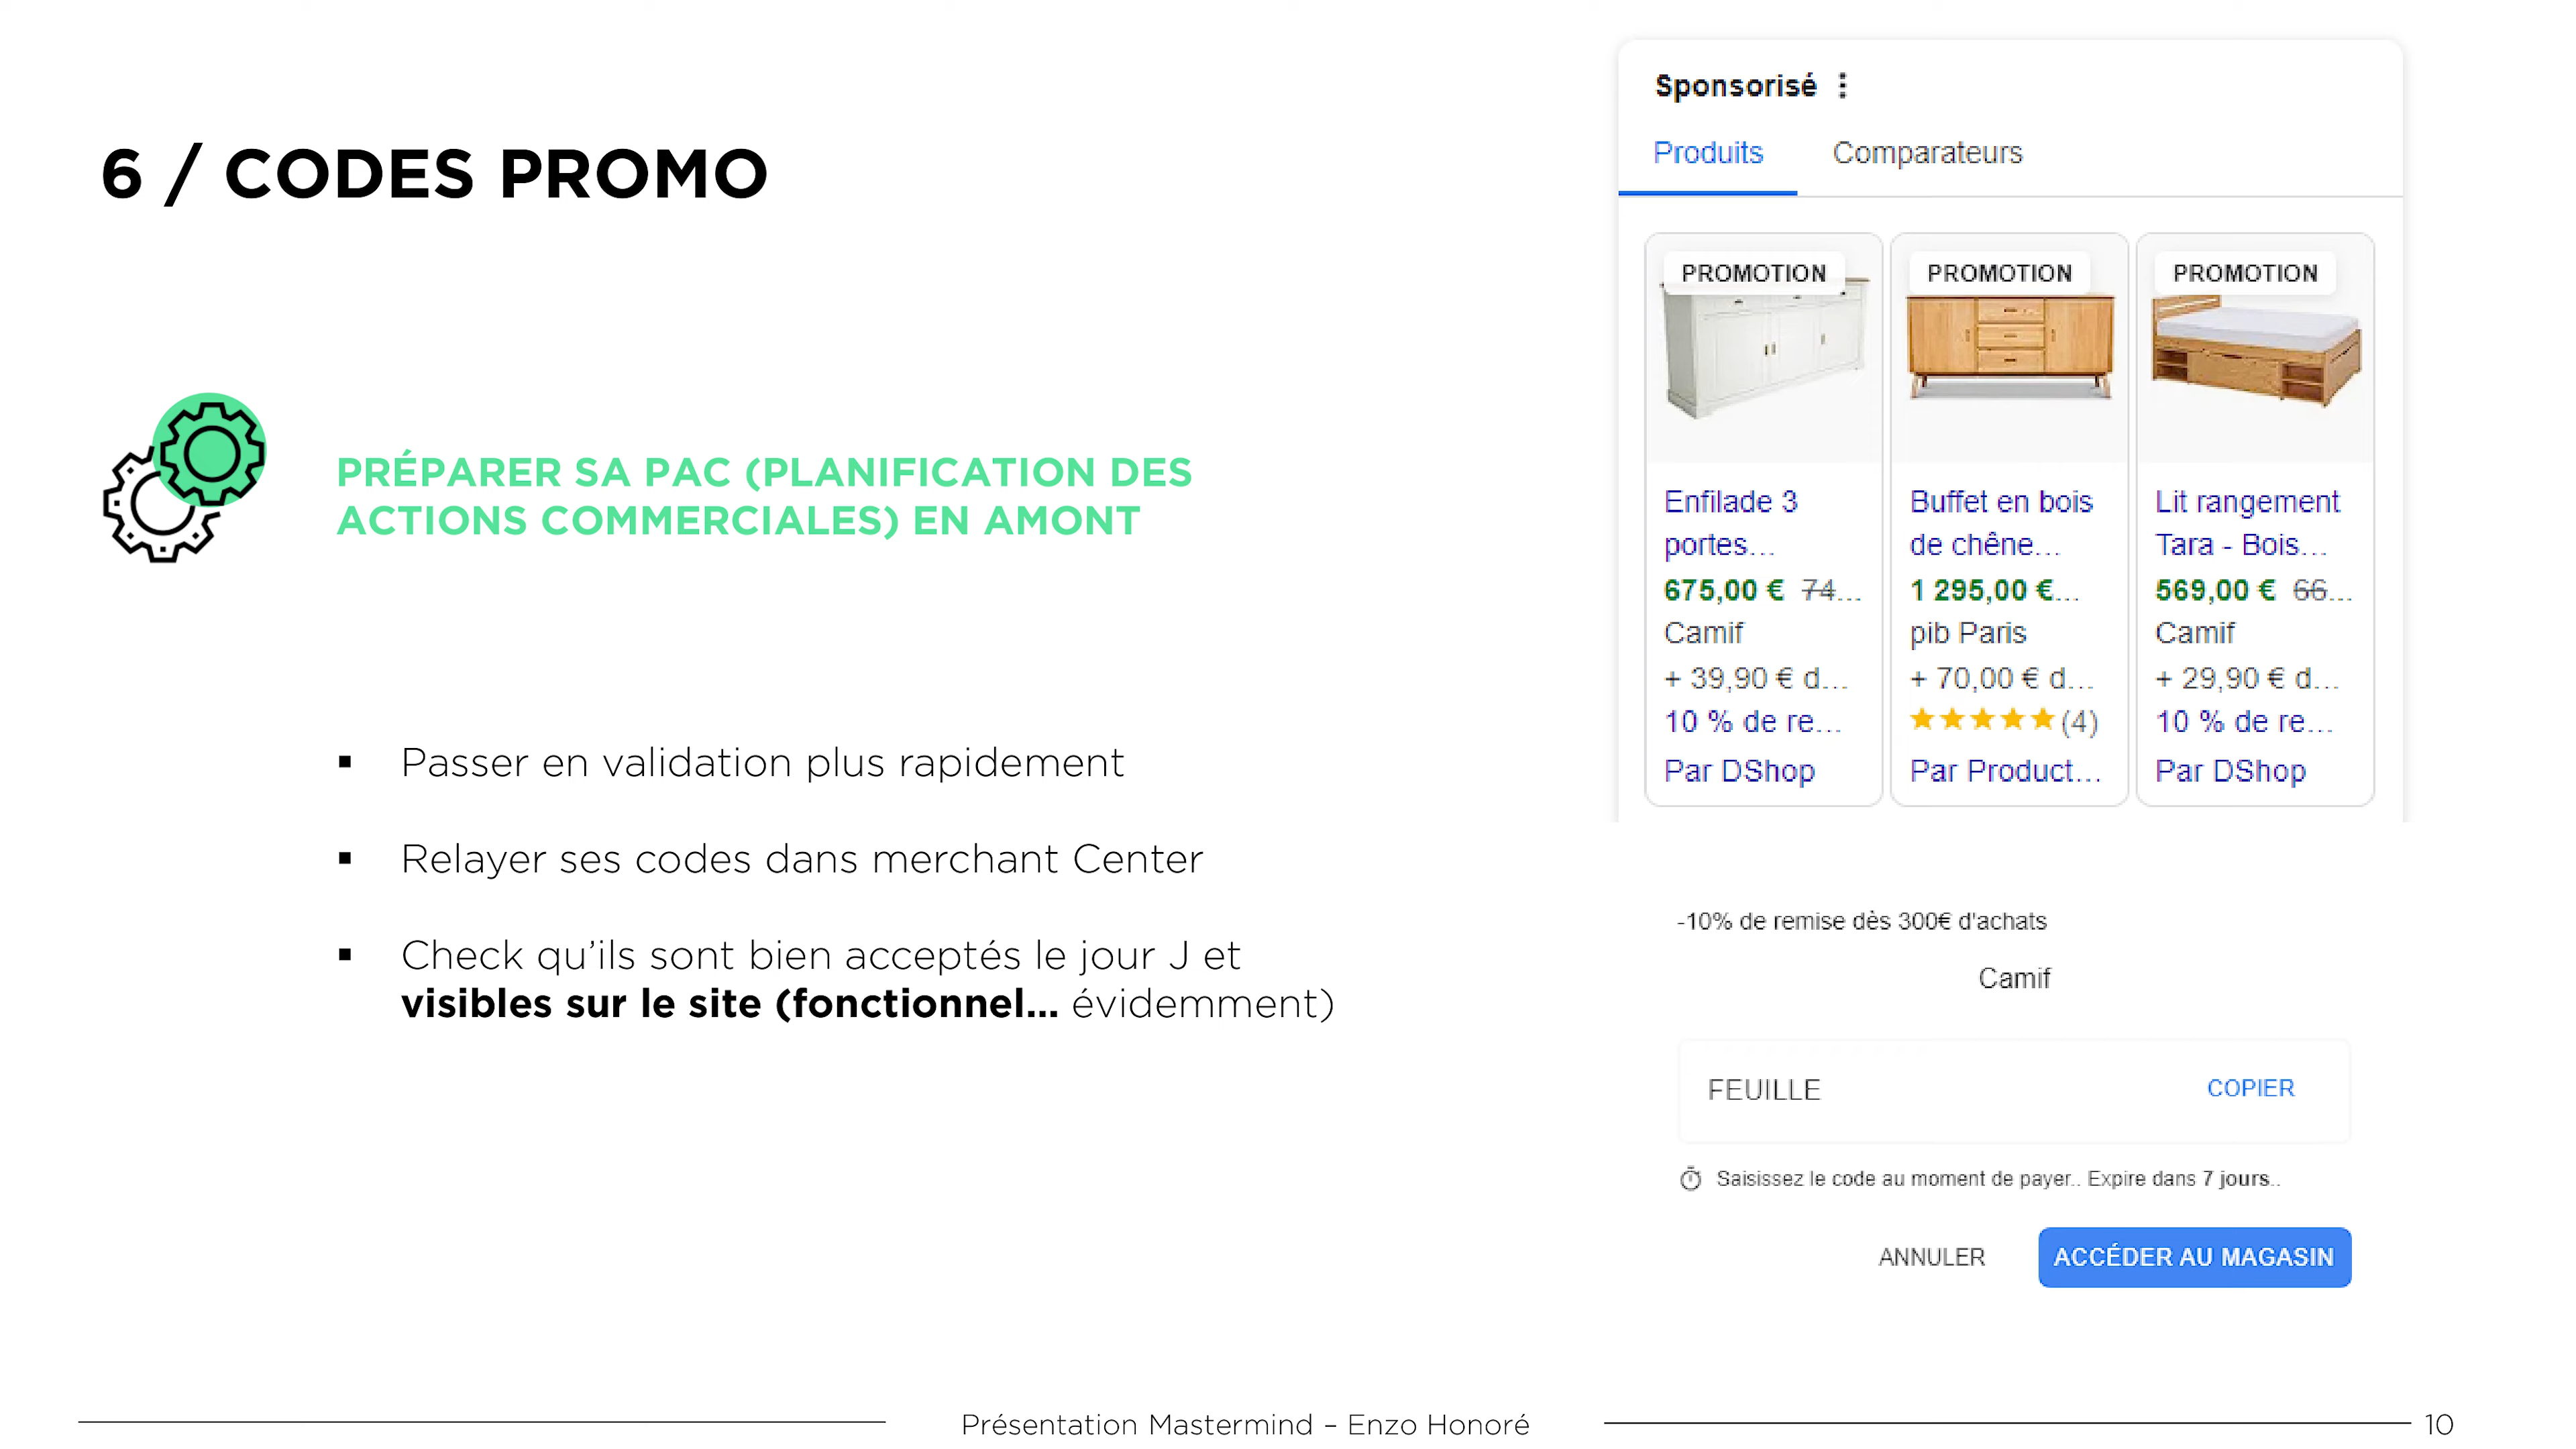 6 / CODES PROMO
PRÉPARER SA PAC (PLANIFICATION DES
ACTIONS COMMERCIALES) EN AMONT
▪ Passer en validation plus rapidement
▪ Relayer ses codes dans merchant Center
▪ Check qu’ils sont bien acceptés le jour J et
visibles sur le site (fonctionnel… évidemment)
Sponsorisé
Produits Comparateurs
PROMOTION
Enfilade 3
portes...
675,00 € 74...
Camif
+ 39,90 € d...
10 % de re...
Par DShop
PROMOTION
Buffet en bois
de chêne...
1 295,00 €...
pib Paris
+ 70,00 € d...
★★★★★(4)
Par Product...
PROMOTION
Lit rangement
Tara - Bois...
569,00 € 66...
Camif
+ 29,90 € d...
10 % de re...
Par DShop
-10% de remise dès 300€ d'achats
Camif
FEUILLE COPIER
Saisissez le code au moment de payer.. Expire dans 7 jours..
ANNULER ACCÉDER AU MAGASIN
Présentation Mastermind – Enzo Honoré
10